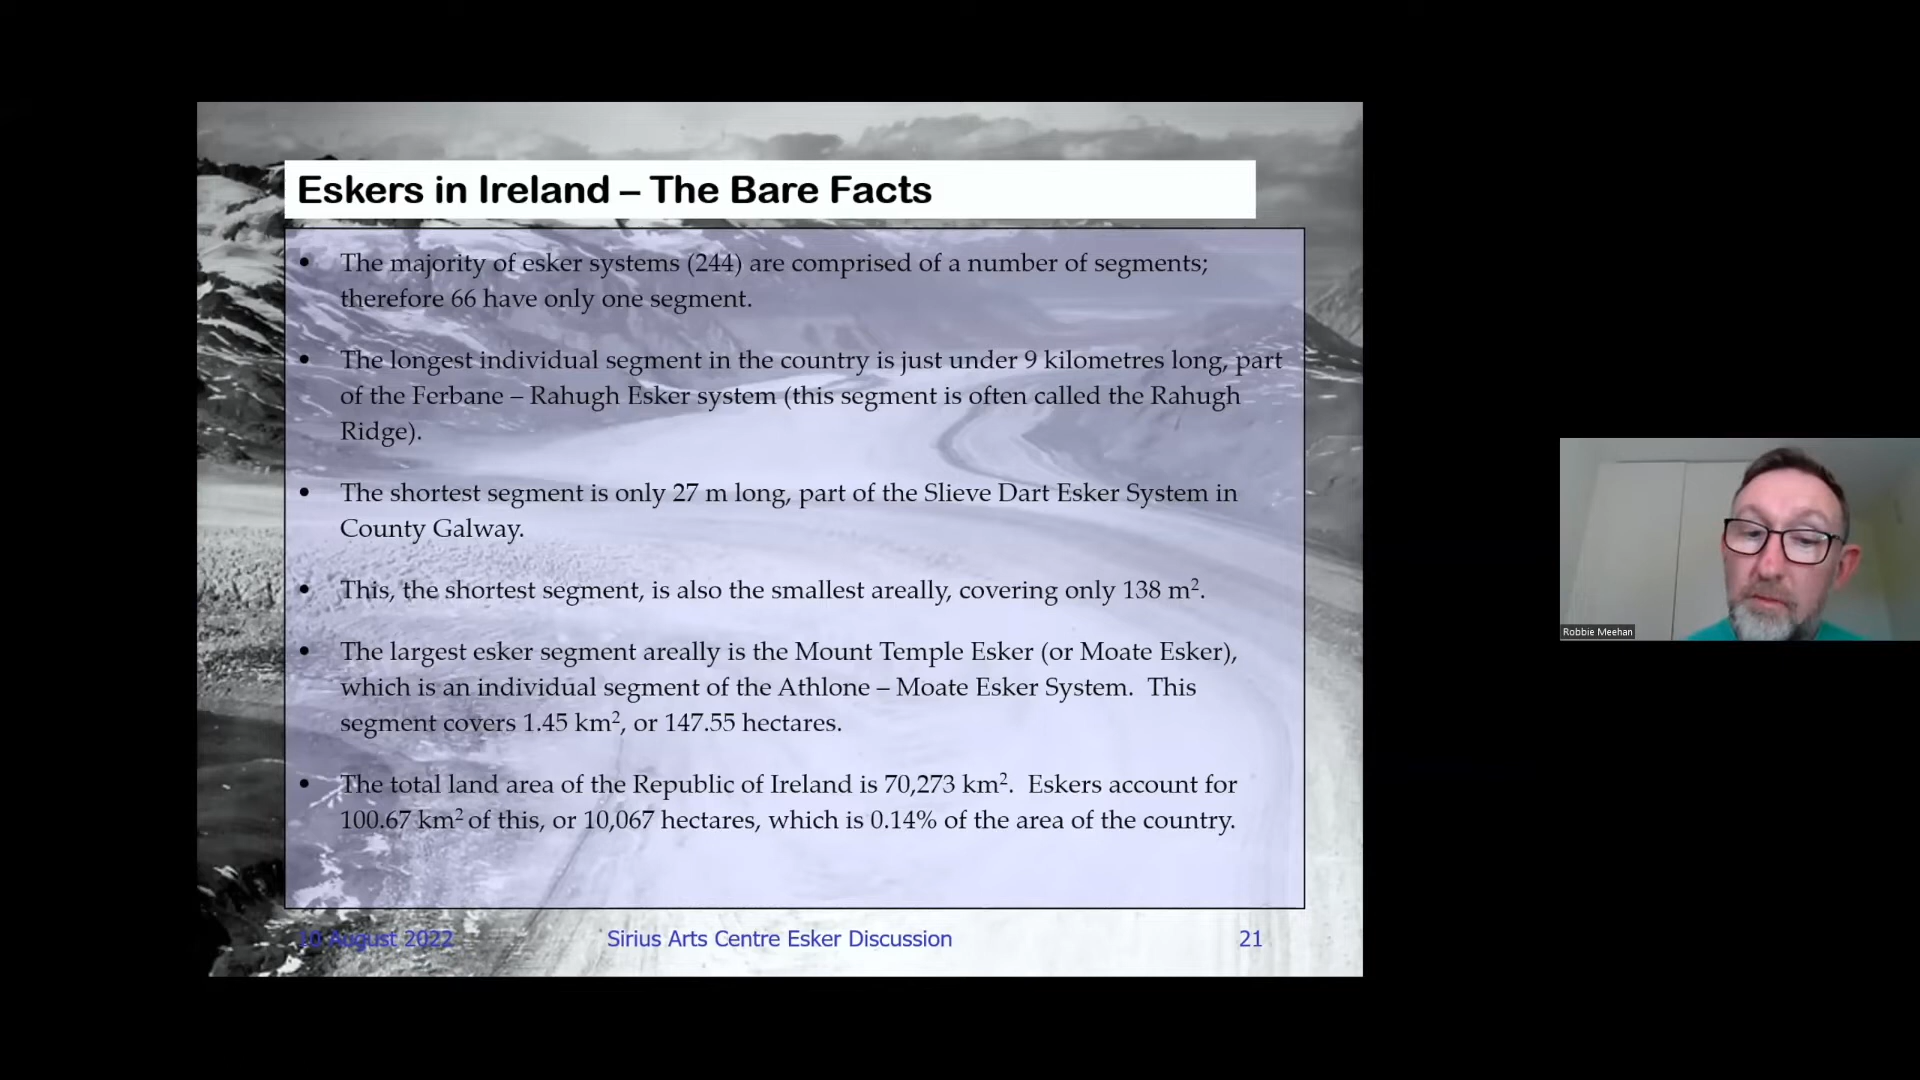 Eskers in Ireland – The Bare Facts
• The majority of esker systems (244) are comprised of a number of segments;
therefore 66 have only one segment.
• The longest individual segment in the country is just under 9 kilometres long, part
of the Ferbane – Rahugh Esker system (this segment is often called the Rahugh
Ridge).
• The shortest segment is only 27 m long, part of the Slieve Dart Esker System in
County Galway.
• This, the shortest segment, is also the smallest areally, covering only 138 m².
• The largest esker segment areally is the Mount Temple Esker (or Moate Esker),
which is an individual segment of the Athlone – Moate Esker System.  This
segment covers 1.45 km², or 147.55 hectares.
• The total land area of the Republic of Ireland is 70,273 km².  Eskers account for
100.67 km² of this, or 10,067 hectares, which is 0.14% of the area of the country.
10 August 2022
Sirius Arts Centre Esker Discussion
21
Robbie Meehan